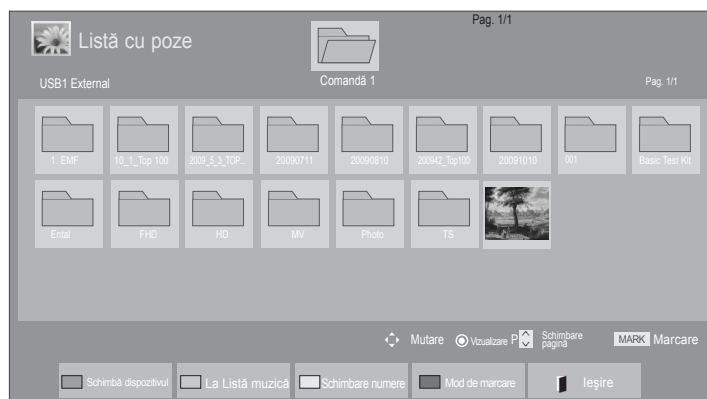 Pag. 1/1
Listă cu poze
USB1 External
Comandă 1
Pag. 1/1
1. EMF
10_1_Top 100
2009_5_3_TOP...
20090711
20090810
200942_Top100
20091010
001
Basic Test Kit
Ental
FHD
HD
MV
Photo
TS
Mutare Vizualizare P Schimbare pagină MARK Marcare
Schimbă dispozitivul La Listă muzică Schimbare numere Mod de marcare Ieşire